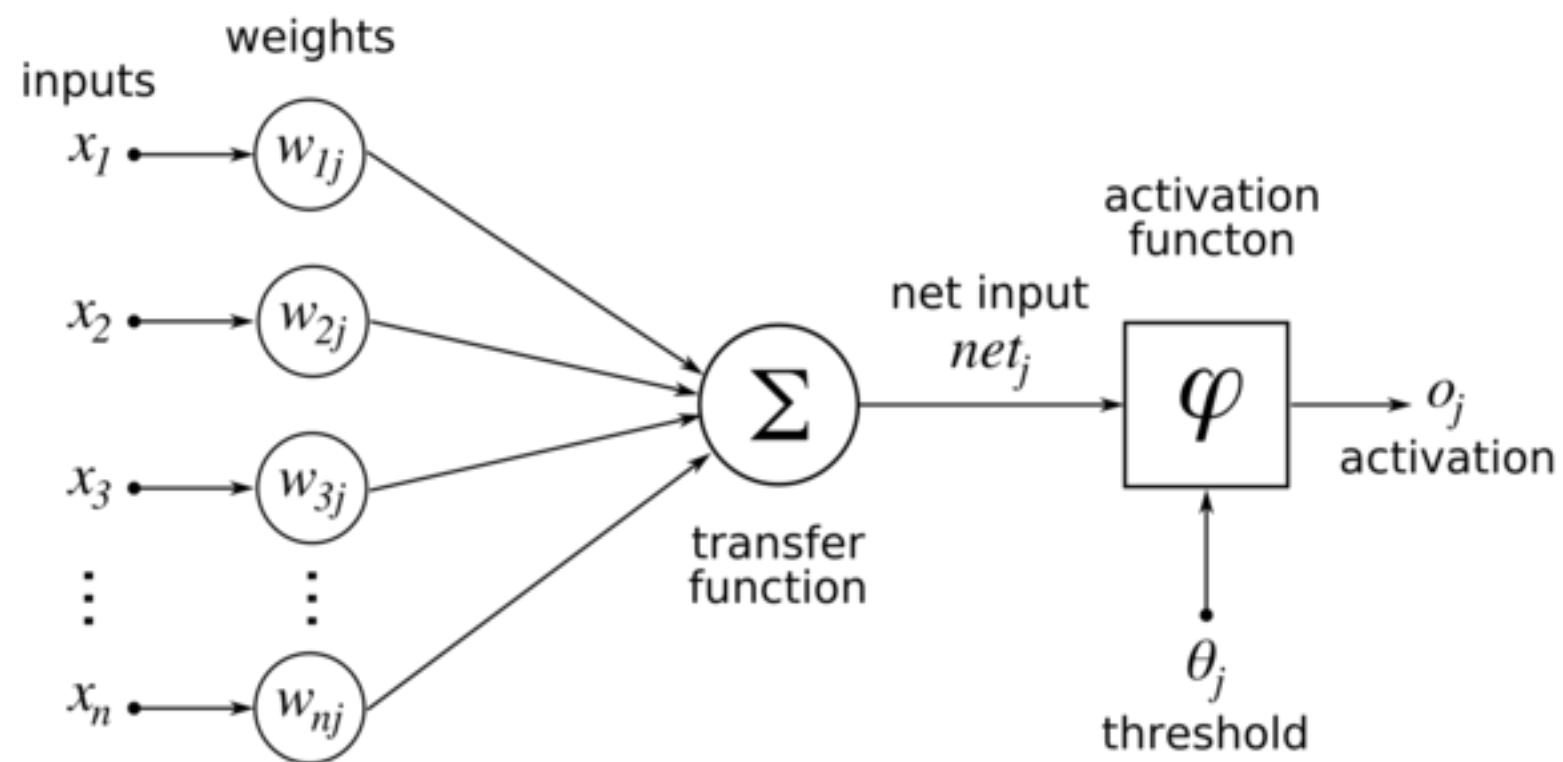 weights
inputs
x₁
w₁ⱼ
x₂
w₂ⱼ
x₃
w₃ⱼ
⋮ ⋮
xₙ
wₙⱼ
Σ
transfer
function
net input
netⱼ
activation
functon
φ
oⱼ
activation
θⱼ
threshold